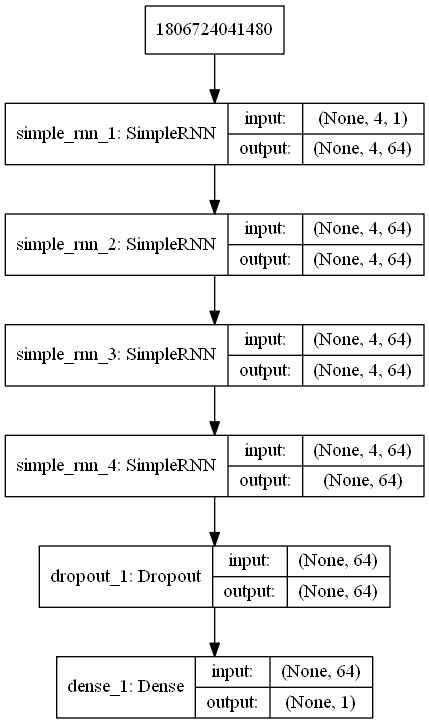 1806724041480
simple_rnn_1: SimpleRNN
input:
(None, 4, 1)
output:
(None, 4, 64)
simple_rnn_2: SimpleRNN
input:
(None, 4, 64)
output:
(None, 4, 64)
simple_rnn_3: SimpleRNN
input:
(None, 4, 64)
output:
(None, 4, 64)
simple_rnn_4: SimpleRNN
input:
(None, 4, 64)
output:
(None, 64)
dropout_1: Dropout
input:
(None, 64)
output:
(None, 64)
dense_1: Dense
input:
(None, 64)
output:
(None, 1)